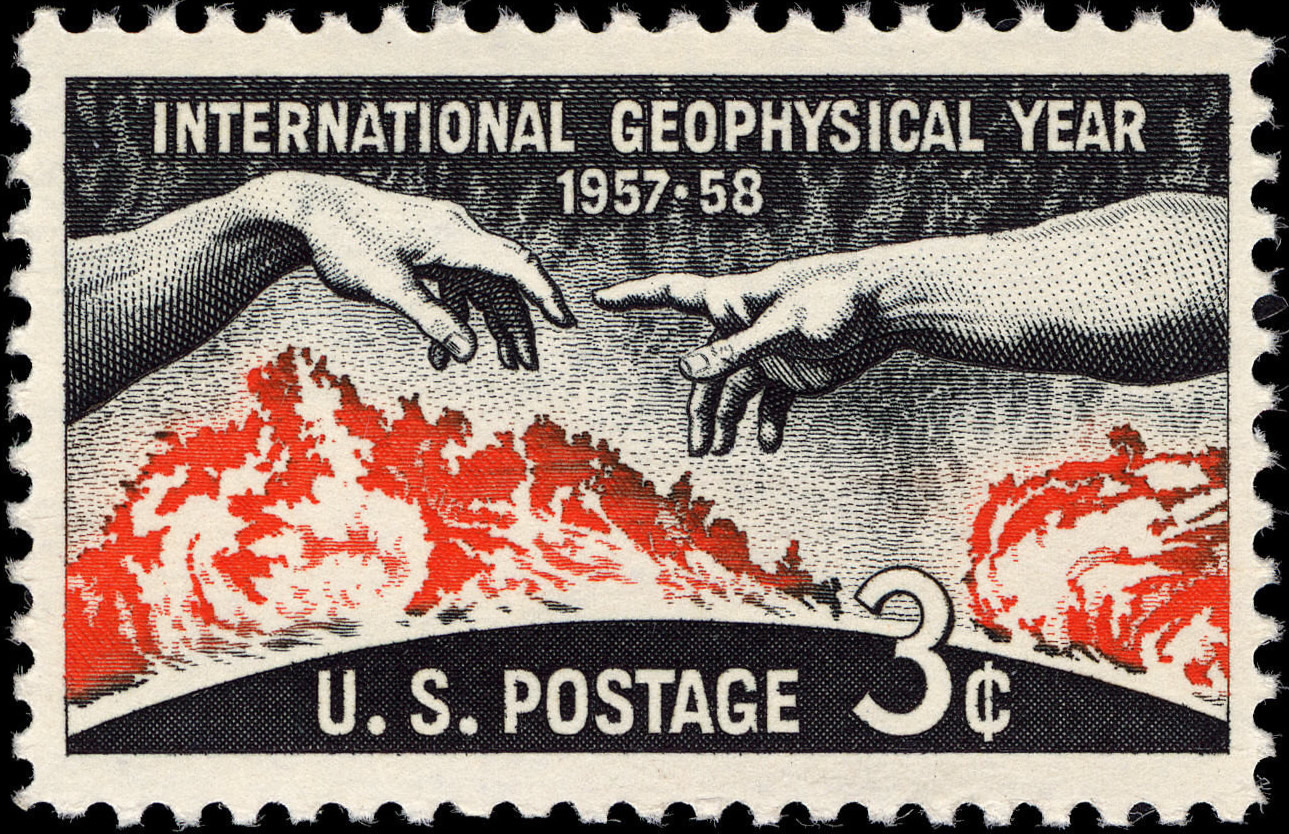 INTERNATIONAL GEOPHYSICAL YEAR
1957·58
U. S. POSTAGE 3¢